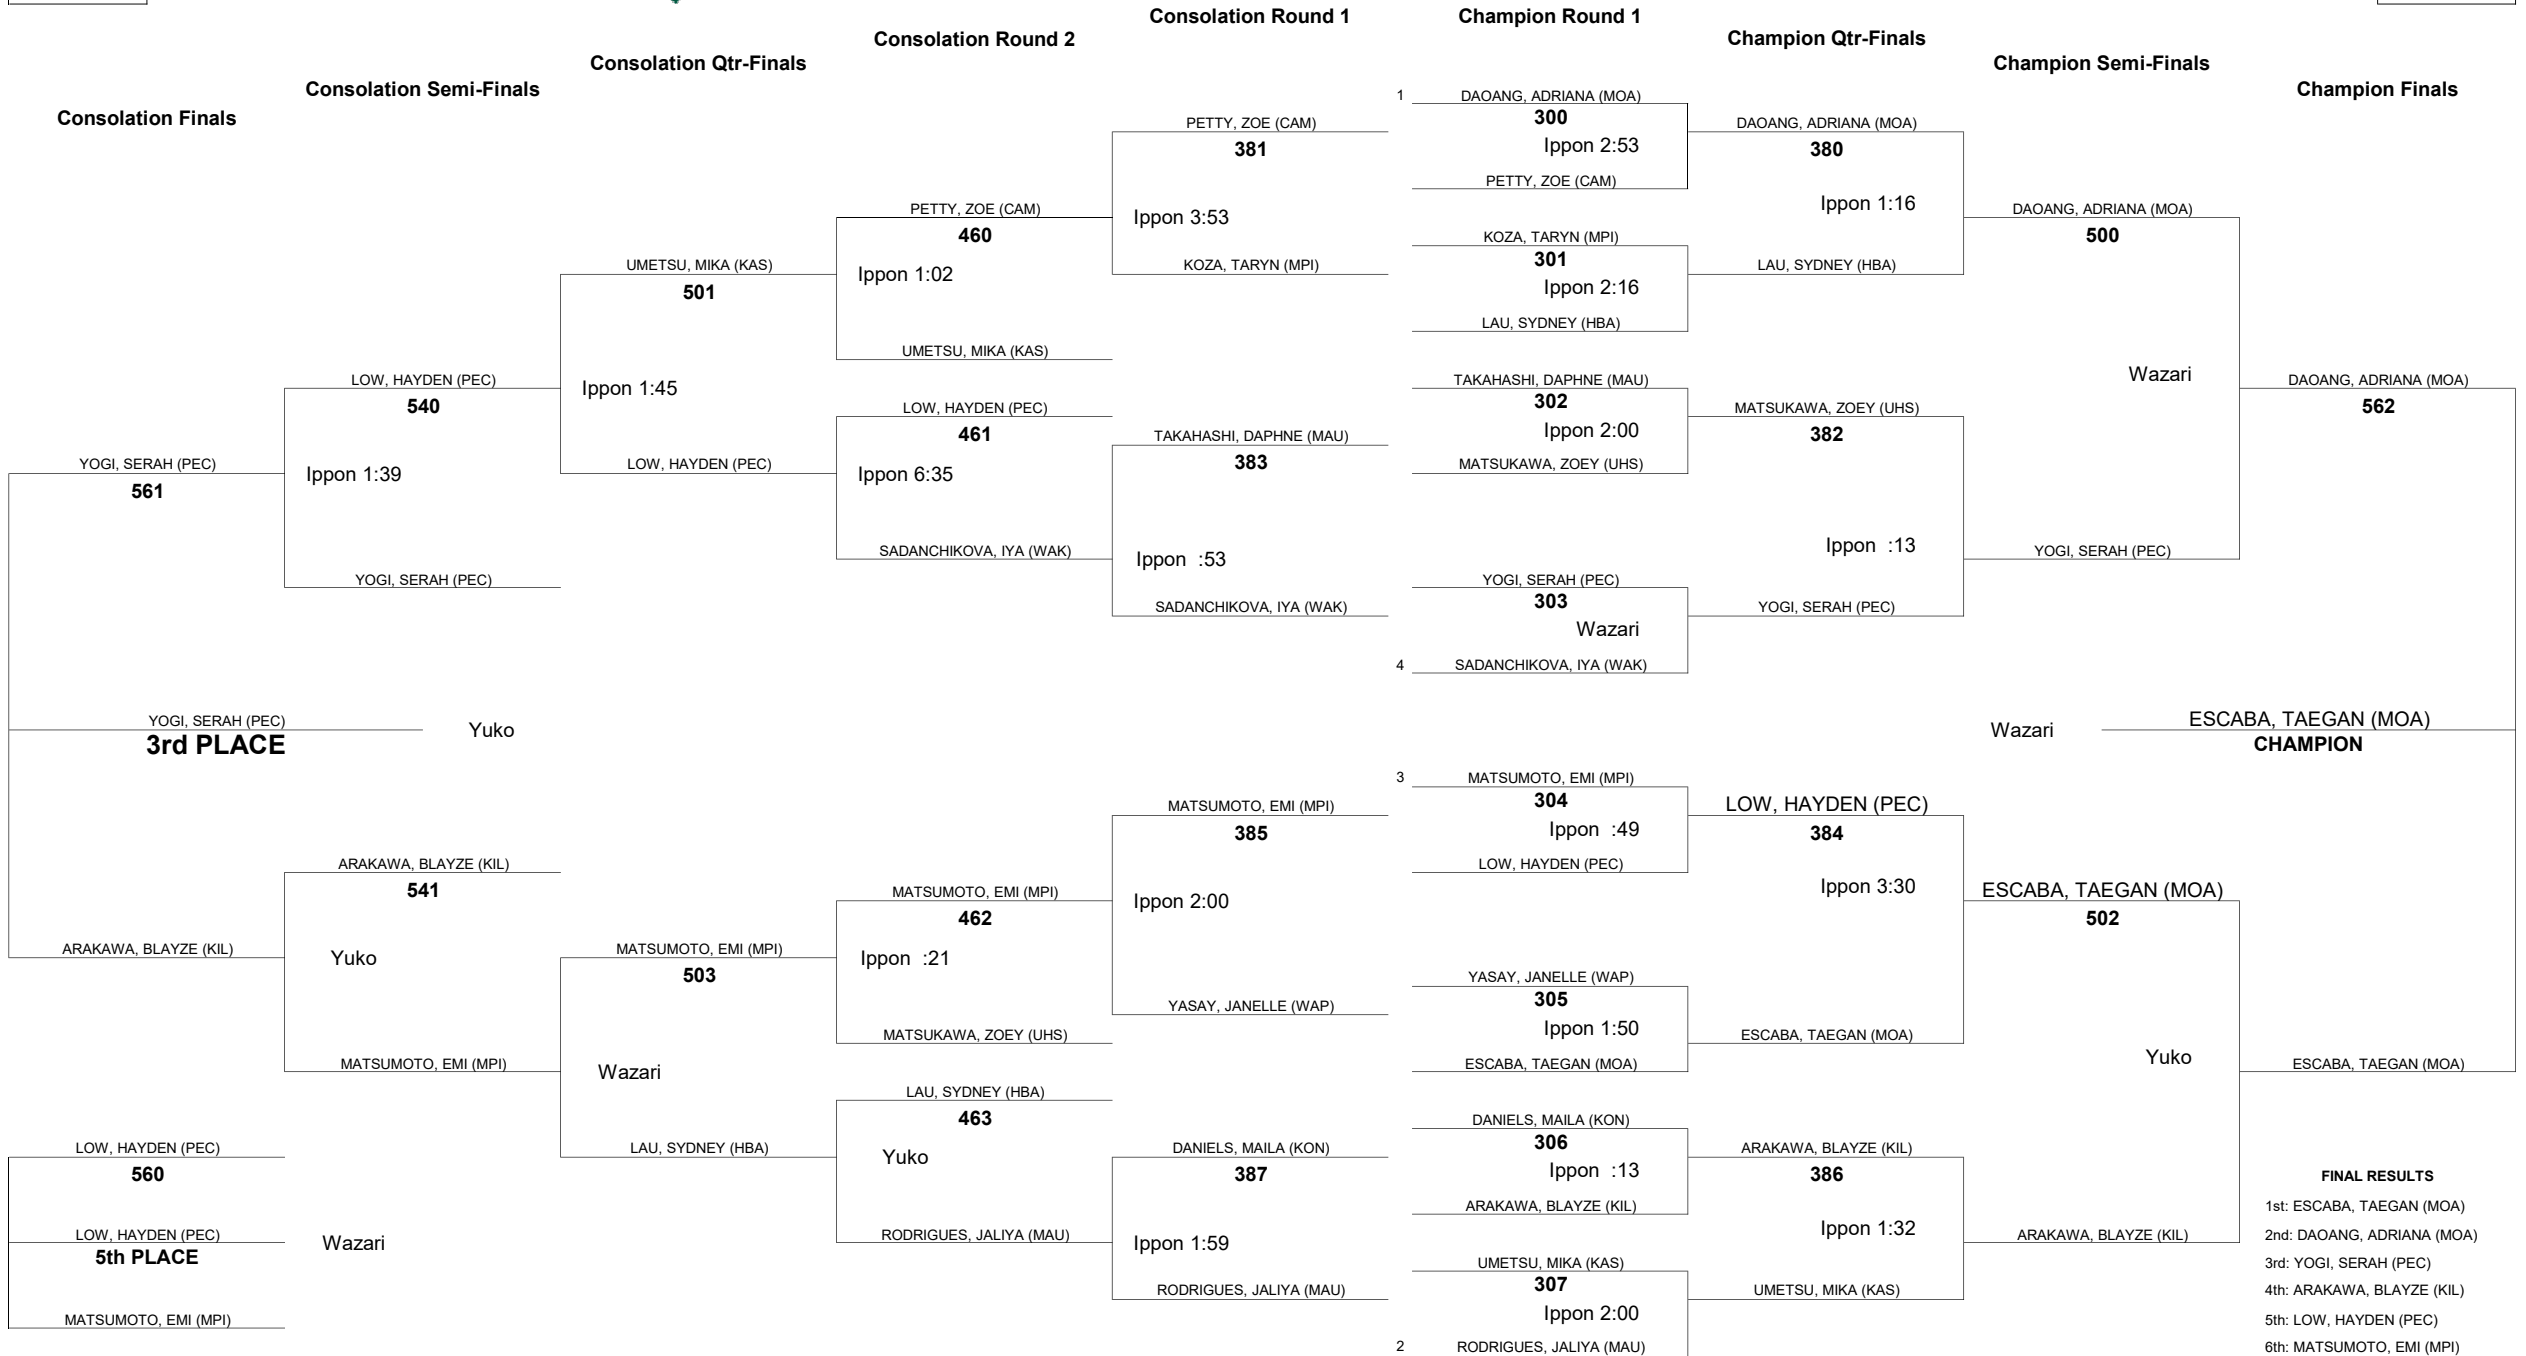 Consolation Round 1
Champion Round 1
Consolation Round 2
Champion Qtr-Finals
Consolation Qtr-Finals
Champion Semi-Finals
Consolation Semi-Finals
Champion Finals
Consolation Finals
1 DAOANG, ADRIANA (MOA)
300
Ippon 2:53
PETTY, ZOE (CAM)
KOZA, TARYN (MPI)
301
Ippon 2:16
LAU, SYDNEY (HBA)
TAKAHASHI, DAPHNE (MAU)
302
Ippon 2:00
MATSUKAWA, ZOEY (UHS)
YOGI, SERAH (PEC)
303
Wazari
4 SADANCHIKOVA, IYA (WAK)
3 MATSUMOTO, EMI (MPI)
304
Ippon :49
LOW, HAYDEN (PEC)
YASAY, JANELLE (WAP)
305
Ippon 1:50
ESCABA, TAEGAN (MOA)
DANIELS, MAILA (KON)
306
Ippon :13
ARAKAWA, BLAYZE (KIL)
UMETSU, MIKA (KAS)
307
Ippon 2:00
2 RODRIGUES, JALIYA (MAU)
DAOANG, ADRIANA (MOA)
380
Ippon 1:16
LAU, SYDNEY (HBA)
MATSUKAWA, ZOEY (UHS)
382
Ippon :13
YOGI, SERAH (PEC)
LOW, HAYDEN (PEC)
384
Ippon 3:30
ESCABA, TAEGAN (MOA)
ARAKAWA, BLAYZE (KIL)
386
Ippon 1:32
UMETSU, MIKA (KAS)
DAOANG, ADRIANA (MOA)
500
Wazari
YOGI, SERAH (PEC)
ESCABA, TAEGAN (MOA)
502
Yuko
ARAKAWA, BLAYZE (KIL)
DAOANG, ADRIANA (MOA)
562
Wazari
ESCABA, TAEGAN (MOA)
CHAMPION
ESCABA, TAEGAN (MOA)
PETTY, ZOE (CAM)
381
Ippon 3:53
KOZA, TARYN (MPI)
TAKAHASHI, DAPHNE (MAU)
383
Ippon :53
SADANCHIKOVA, IYA (WAK)
MATSUMOTO, EMI (MPI)
385
Ippon 2:00
YASAY, JANELLE (WAP)
DANIELS, MAILA (KON)
387
Ippon 1:59
RODRIGUES, JALIYA (MAU)
PETTY, ZOE (CAM)
460
Ippon 1:02
UMETSU, MIKA (KAS)
LOW, HAYDEN (PEC)
461
Ippon 6:35
SADANCHIKOVA, IYA (WAK)
MATSUMOTO, EMI (MPI)
462
Ippon :21
MATSUKAWA, ZOEY (UHS)
LAU, SYDNEY (HBA)
463
Yuko
RODRIGUES, JALIYA (MAU)
UMETSU, MIKA (KAS)
501
Ippon 1:45
LOW, HAYDEN (PEC)
MATSUMOTO, EMI (MPI)
503
Wazari
LAU, SYDNEY (HBA)
LOW, HAYDEN (PEC)
540
Ippon 1:39
YOGI, SERAH (PEC)
ARAKAWA, BLAYZE (KIL)
541
Yuko
MATSUMOTO, EMI (MPI)
YOGI, SERAH (PEC)
561
YOGI, SERAH (PEC)
3rd PLACE
Yuko
ARAKAWA, BLAYZE (KIL)
LOW, HAYDEN (PEC)
560
LOW, HAYDEN (PEC)
5th PLACE
Wazari
MATSUMOTO, EMI (MPI)
FINAL RESULTS
1st: ESCABA, TAEGAN (MOA)
2nd: DAOANG, ADRIANA (MOA)
3rd: YOGI, SERAH (PEC)
4th: ARAKAWA, BLAYZE (KIL)
5th: LOW, HAYDEN (PEC)
6th: MATSUMOTO, EMI (MPI)